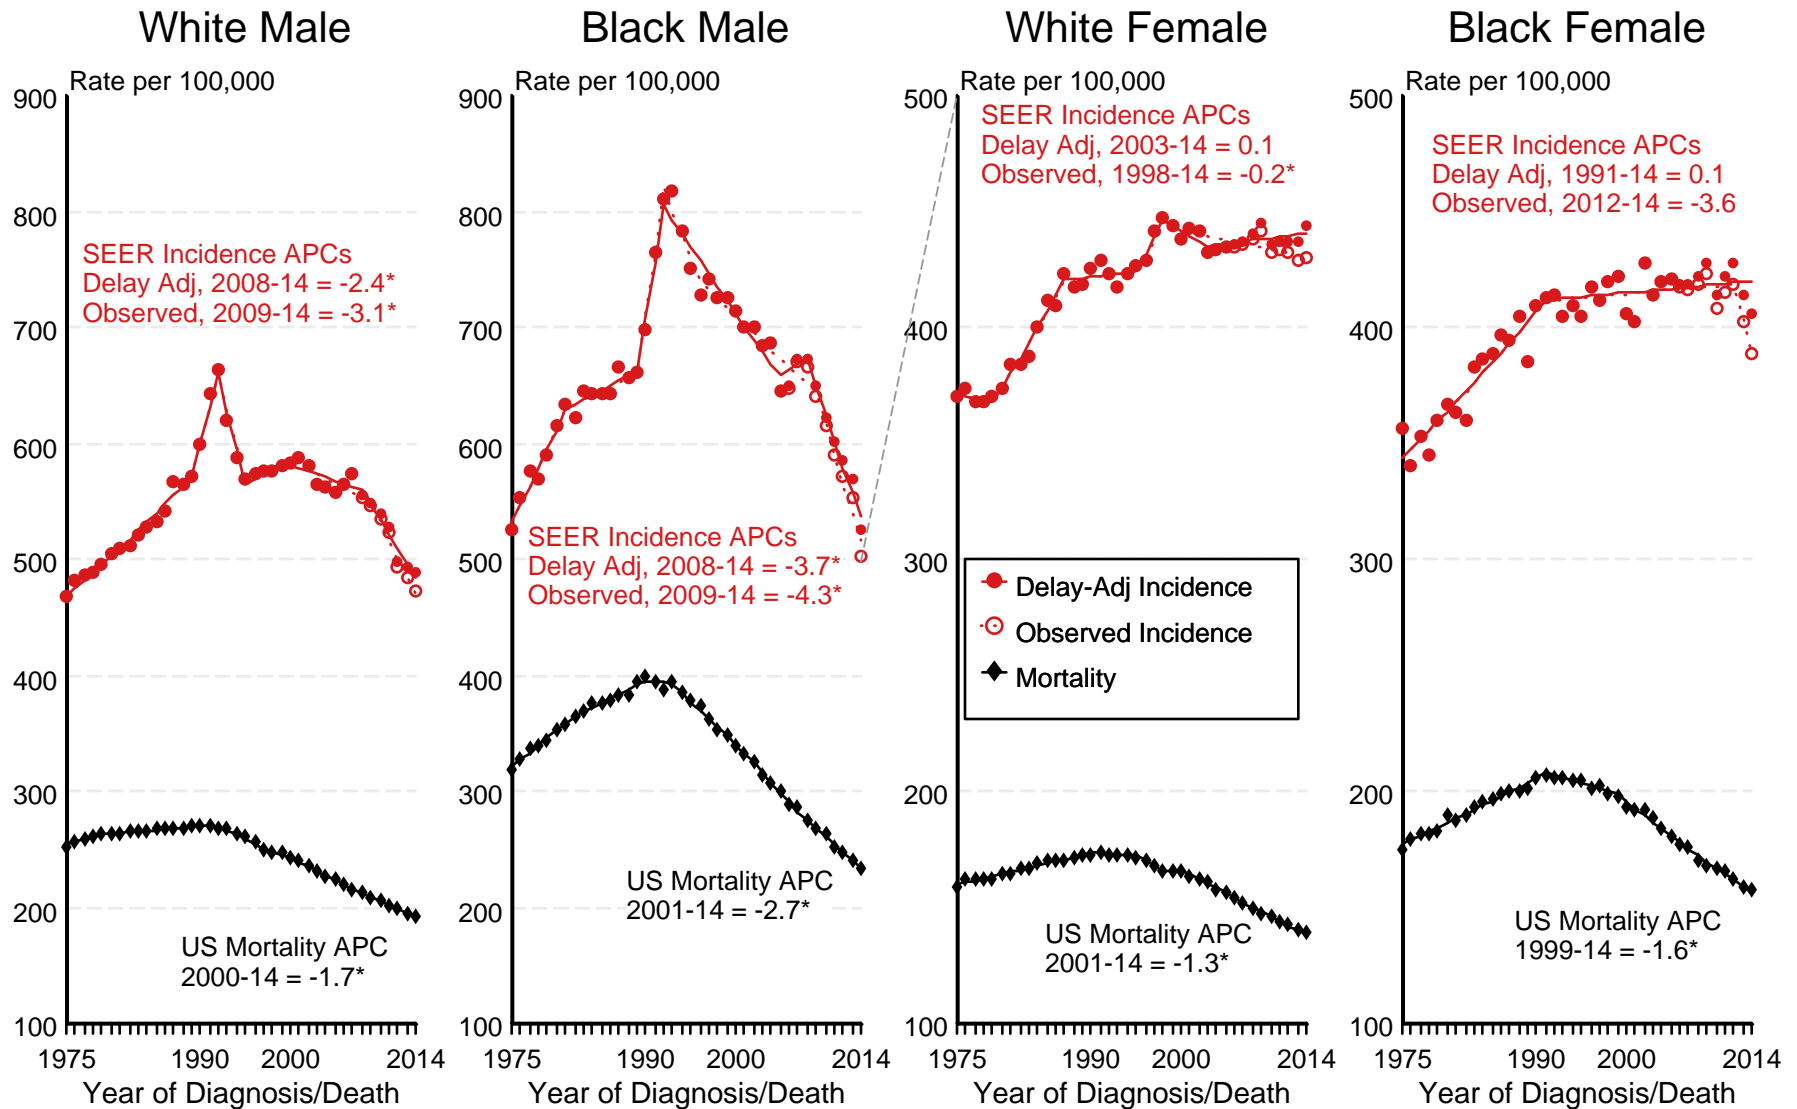 White Male
Black Male
White Female
Black Female
Rate per 100,000
Rate per 100,000
Rate per 100,000
Rate per 100,000
900
800
700
600
500
400
300
200
100
SEER Incidence APCs
Delay Adj, 2008-14 = -2.4*
Observed, 2009-14 = -3.1*
US Mortality APC
2000-14 = -1.7*
1975
1990
2000
2014
Year of Diagnosis/Death
900
800
700
600
500
400
300
200
100
SEER Incidence APCs
Delay Adj, 2008-14 = -3.7*
Observed, 2009-14 = -4.3*
US Mortality APC
2001-14 = -2.7*
1975
1990
2000
2014
Year of Diagnosis/Death
500
400
300
200
100
SEER Incidence APCs
Delay Adj, 2003-14 = 0.1
Observed, 1998-14 = -0.2*
Delay-Adj Incidence
Observed Incidence
Mortality
US Mortality APC
2001-14 = -1.3*
1975
1990
2000
2014
Year of Diagnosis/Death
500
400
300
200
100
SEER Incidence APCs
Delay Adj, 1991-14 = 0.1
Observed, 2012-14 = -3.6
US Mortality APC
1999-14 = -1.6*
1975
1990
2000
2014
Year of Diagnosis/Death